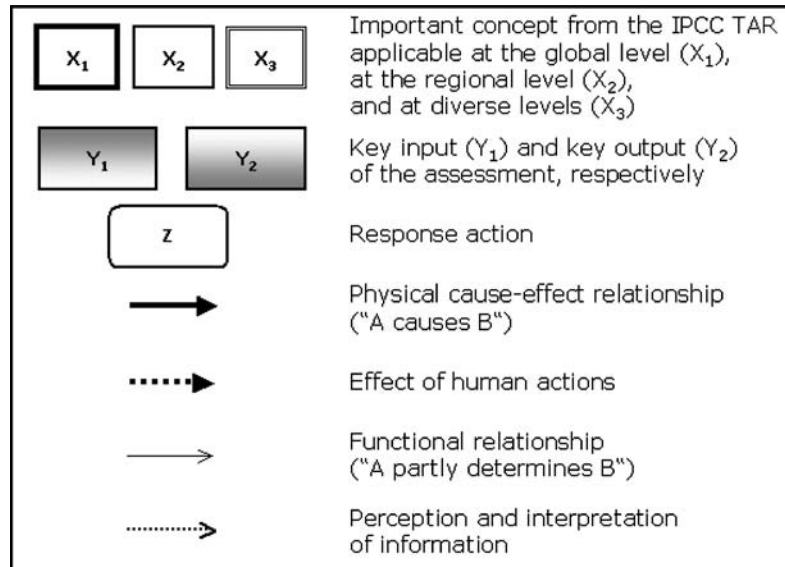 X₁ X₂ X₃
Important concept from the IPCC TAR
applicable at the global level (X₁),
at the regional level (X₂),
and at diverse levels (X₃)
Y₁ Y₂
Key input (Y₁) and key output (Y₂)
of the assessment, respectively
Z
Response action
Physical cause-effect relationship
("A causes B")
Effect of human actions
Functional relationship
("A partly determines B")
Perception and interpretation
of information